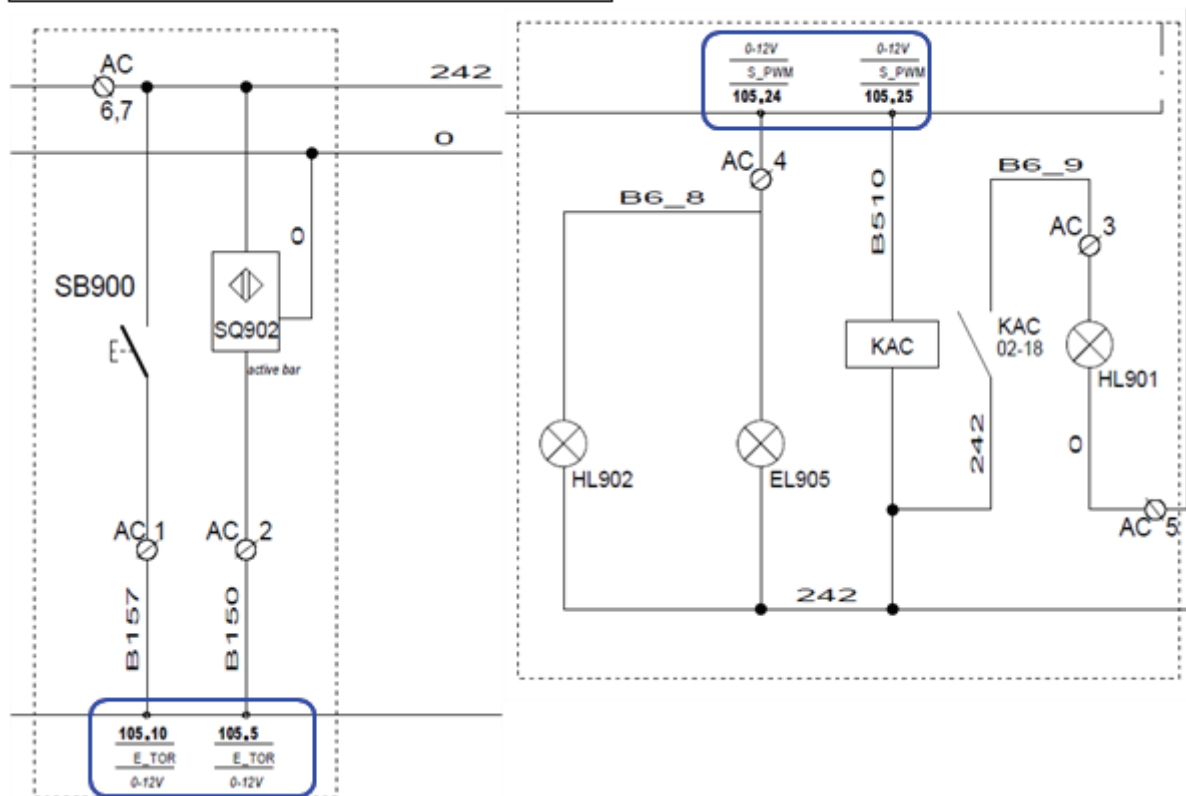 AC
6,7
242
0
0
SB900
SQ902
active bar
AC 1
AC 2
B157
B150
105.10
E_TOR
0-12V
105.5
E_TOR
0-12V
0-12V
S_PWM
105.24
0-12V
S_PWM
105.25
AC 4
B6_8
B510
B6_9
AC 3
KAC
KAC
02-18
HL901
242
0
HL902
EL905
AC 5
242